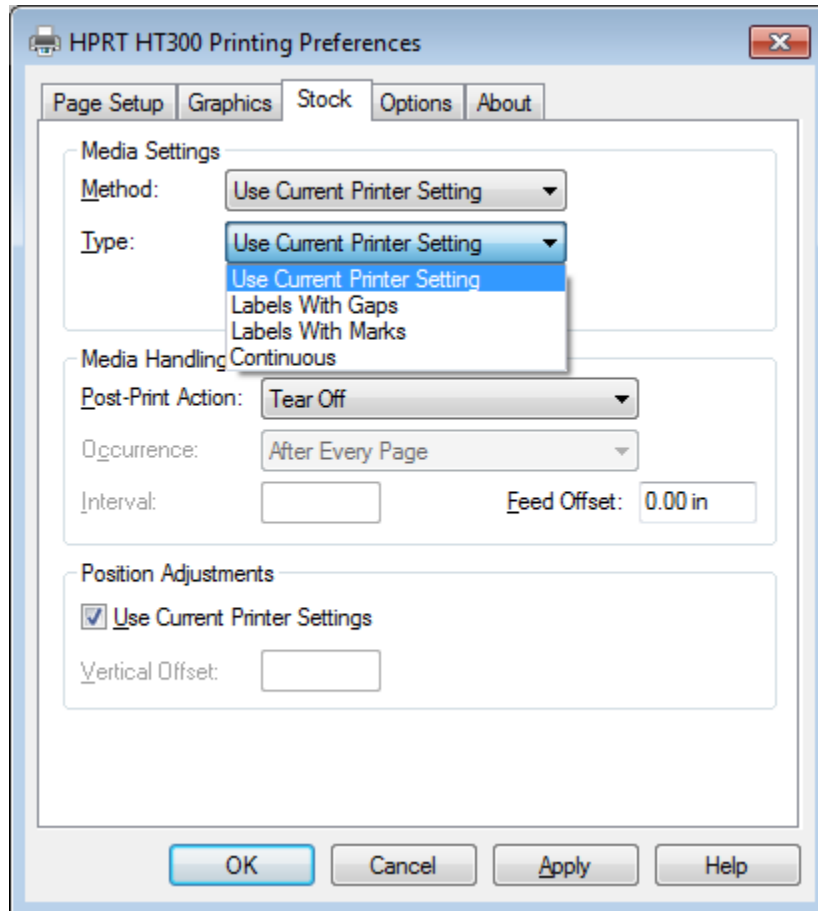 HPRT HT300 Printing Preferences
Page Setup Graphics Stock Options About
Media Settings
Method: Use Current Printer Setting
Type: Use Current Printer Setting
Use Current Printer Setting
Labels With Gaps
Labels With Marks
Continuous
Media Handling
Post-Print Action: Tear Off
Occurrence: After Every Page
Interval: Feed Offset: 0.00 in
Position Adjustments
Use Current Printer Settings
Vertical Offset:
OK Cancel Apply Help